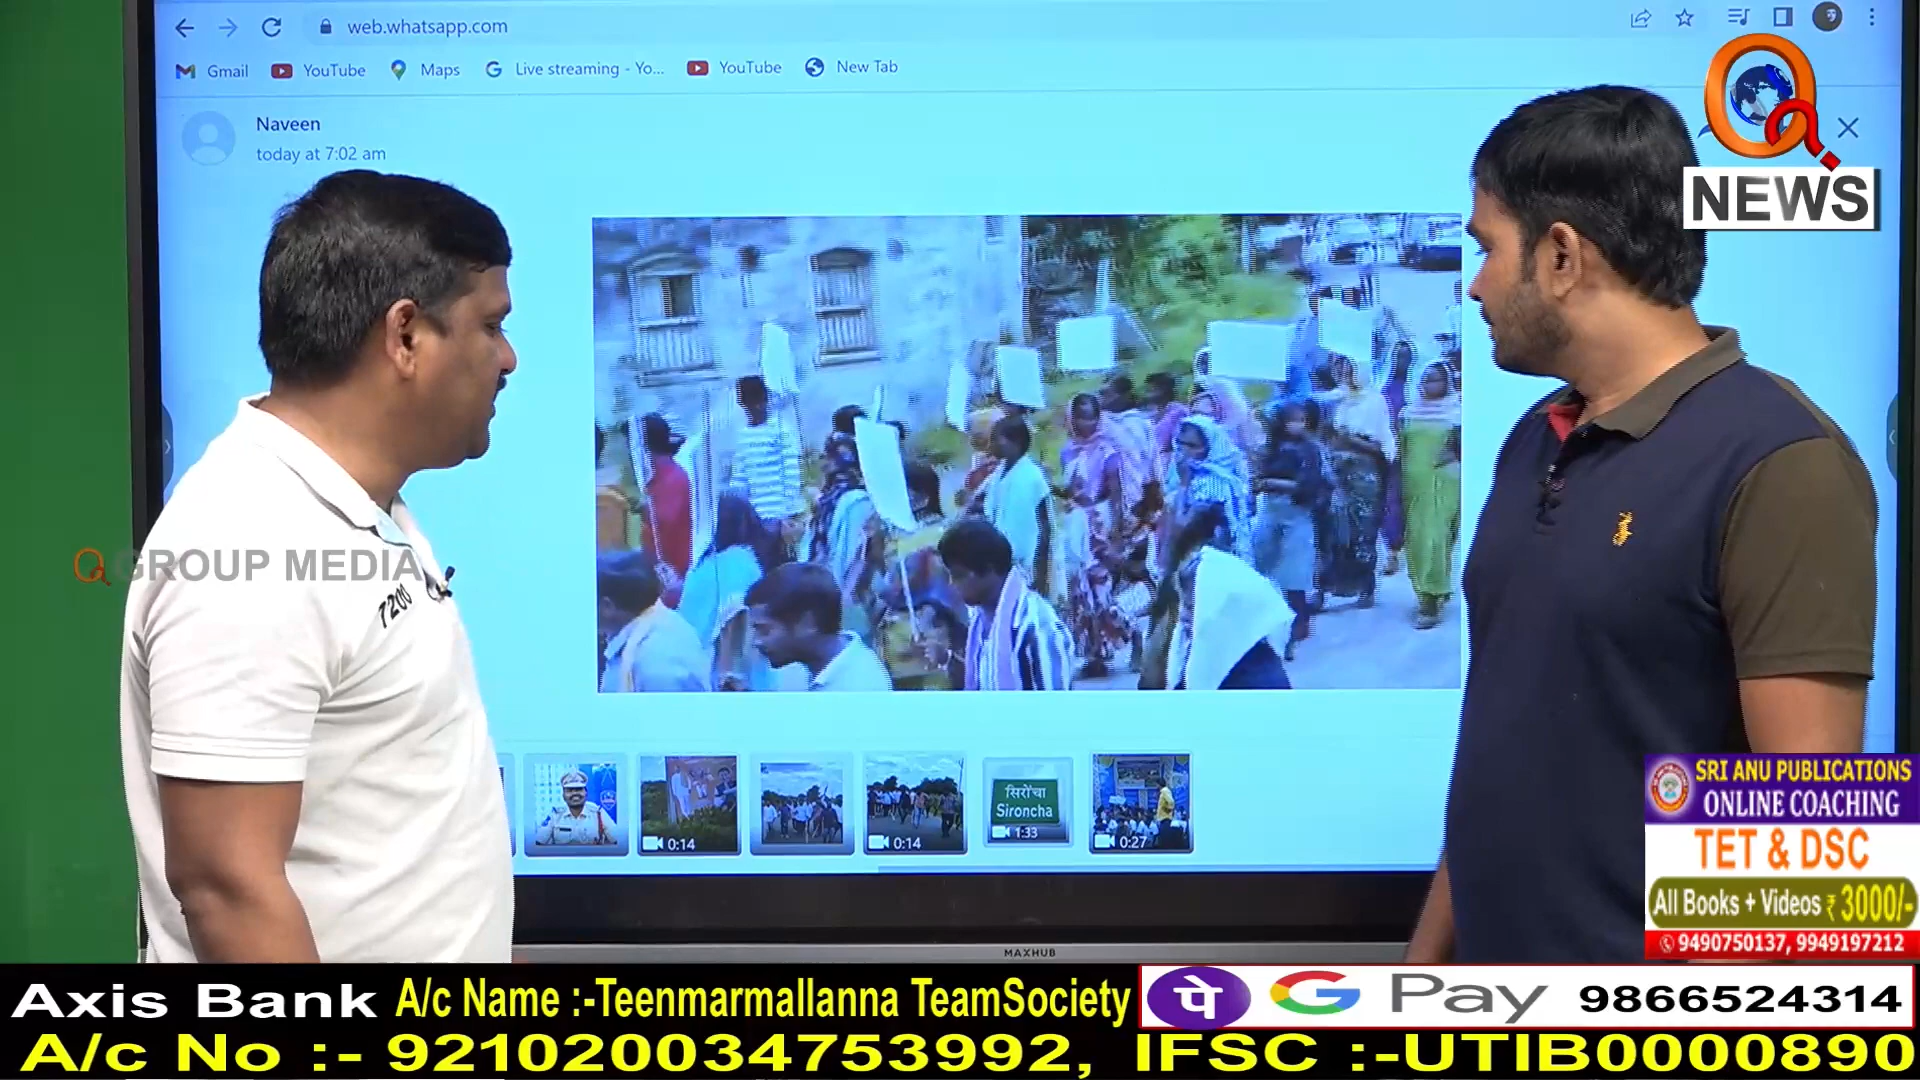 web.whatsapp.com
Gmail YouTube Maps Live streaming - Yo... YouTube New Tab
Naveen
today at 7:02 am
Q
NEWS
Q GROUP MEDIA
7200
0:14
0:14
सिरोंचा
Sironcha
1:33
0:27
SRI ANU PUBLICATIONS
ONLINE COACHING
TET & DSC
All Books + Videos ₹ 3000/-
9490750137, 9949197212
MAXHUB
Axis Bank A/c Name :-Teenmarmallanna TeamSociety
पे G Pay 9866524314
A/c No :- 921020034753992, IFSC :-UTIB0000890